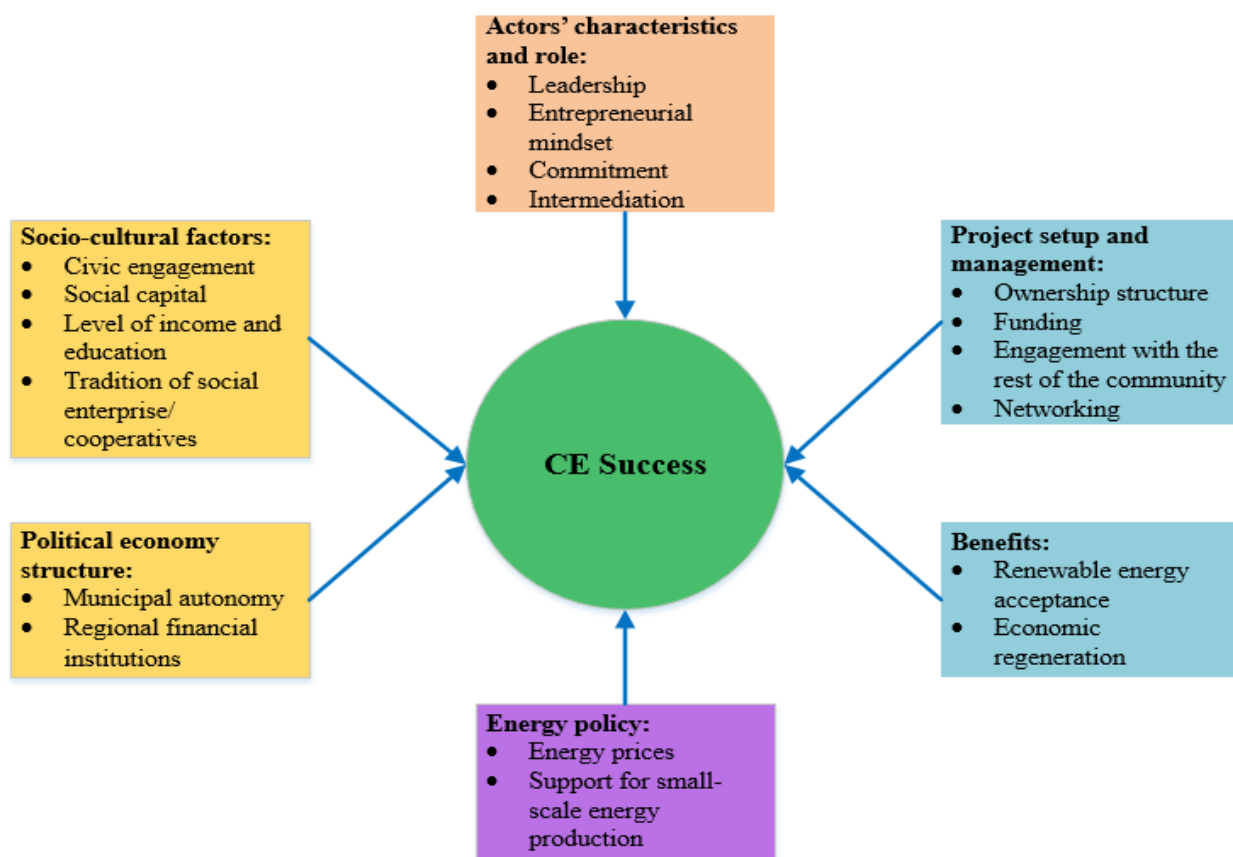 Actors’ characteristics
and role:
• Leadership
• Entrepreneurial
mindset
• Commitment
• Intermediation
Socio-cultural factors:
• Civic engagement
• Social capital
• Level of income and
education
• Tradition of social
enterprise/
cooperatives
Project setup and
management:
• Ownership structure
• Funding
• Engagement with the
rest of the community
• Networking
CE Success
Political economy
structure:
• Municipal autonomy
• Regional financial
institutions
Benefits:
• Renewable energy
acceptance
• Economic
regeneration
Energy policy:
• Energy prices
• Support for small-
scale energy
production